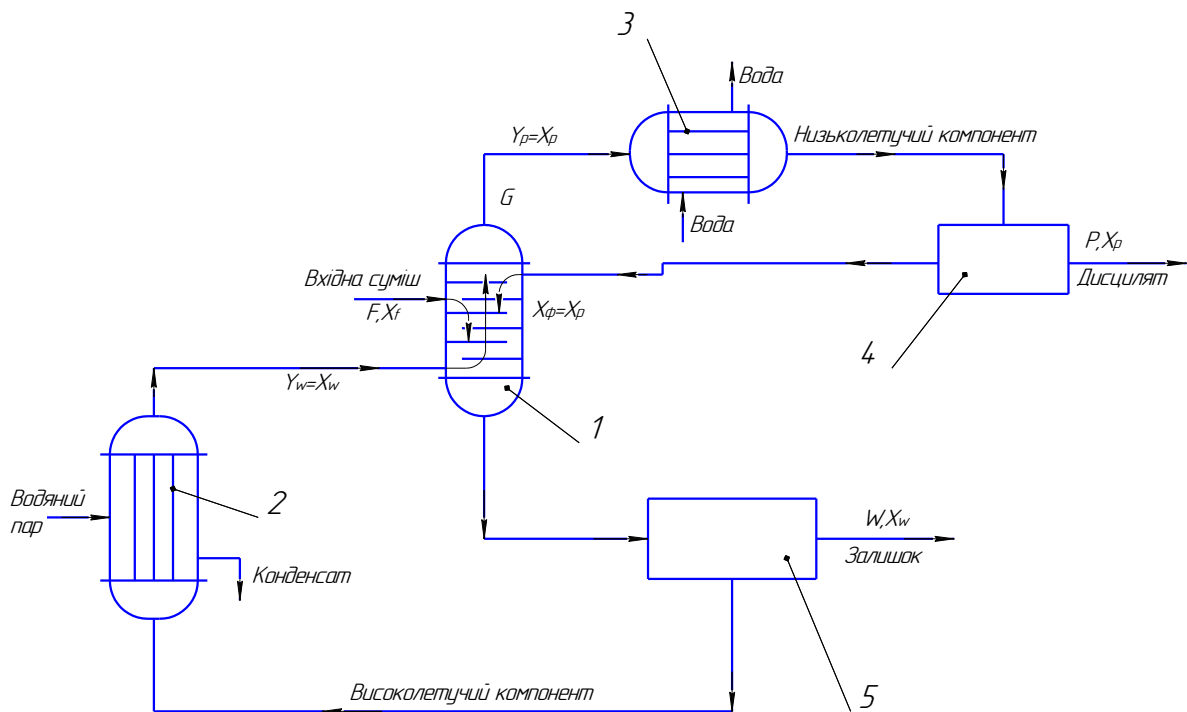 3
Вода
Yp=Xp
Низьколетучий компонент
G
Вода
P,Xp
Дисцилят
Вхідна суміш
F,Xf
Xф=Xp
4
Yw=Xw
1
Водяний
пар
2
W,Xw
Залишок
Конденсат
Високолетучий компонент
5